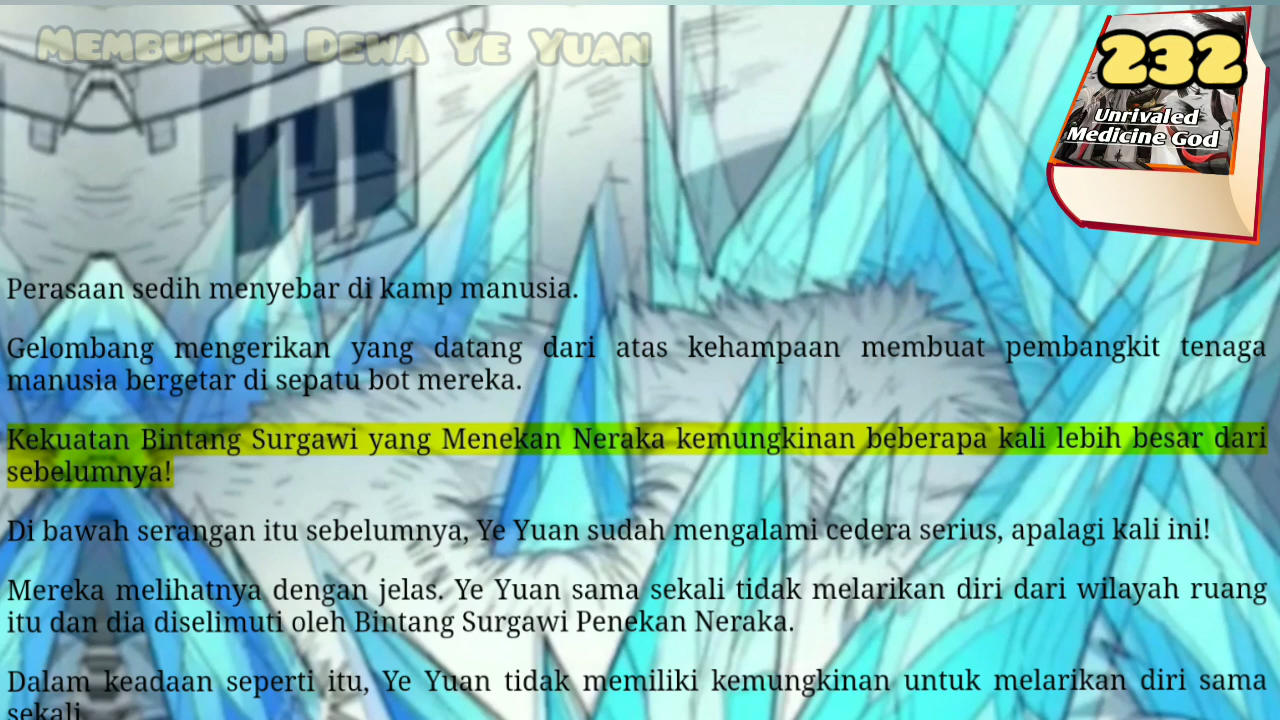 Membunuh Dewa Ye Yuan
232
Unrivaled
Medicine God
Perasaan sedih menyebar di kamp manusia.
Gelombang mengerikan yang datang dari atas kehampaan membuat pembangkit tenaga
manusia bergetar di sepatu bot mereka.
Kekuatan Bintang Surgawi yang Menekan Neraka kemungkinan beberapa kali lebih besar dari
sebelumnya!
Di bawah serangan itu sebelumnya, Ye Yuan sudah mengalami cedera serius, apalagi kali ini!
Mereka melihatnya dengan jelas. Ye Yuan sama sekali tidak melarikan diri dari wilayah ruang
itu dan dia diselimuti oleh Bintang Surgawi Penekan Neraka.
Dalam keadaan seperti itu, Ye Yuan tidak memiliki kemungkinan untuk melarikan diri sama
sekali.